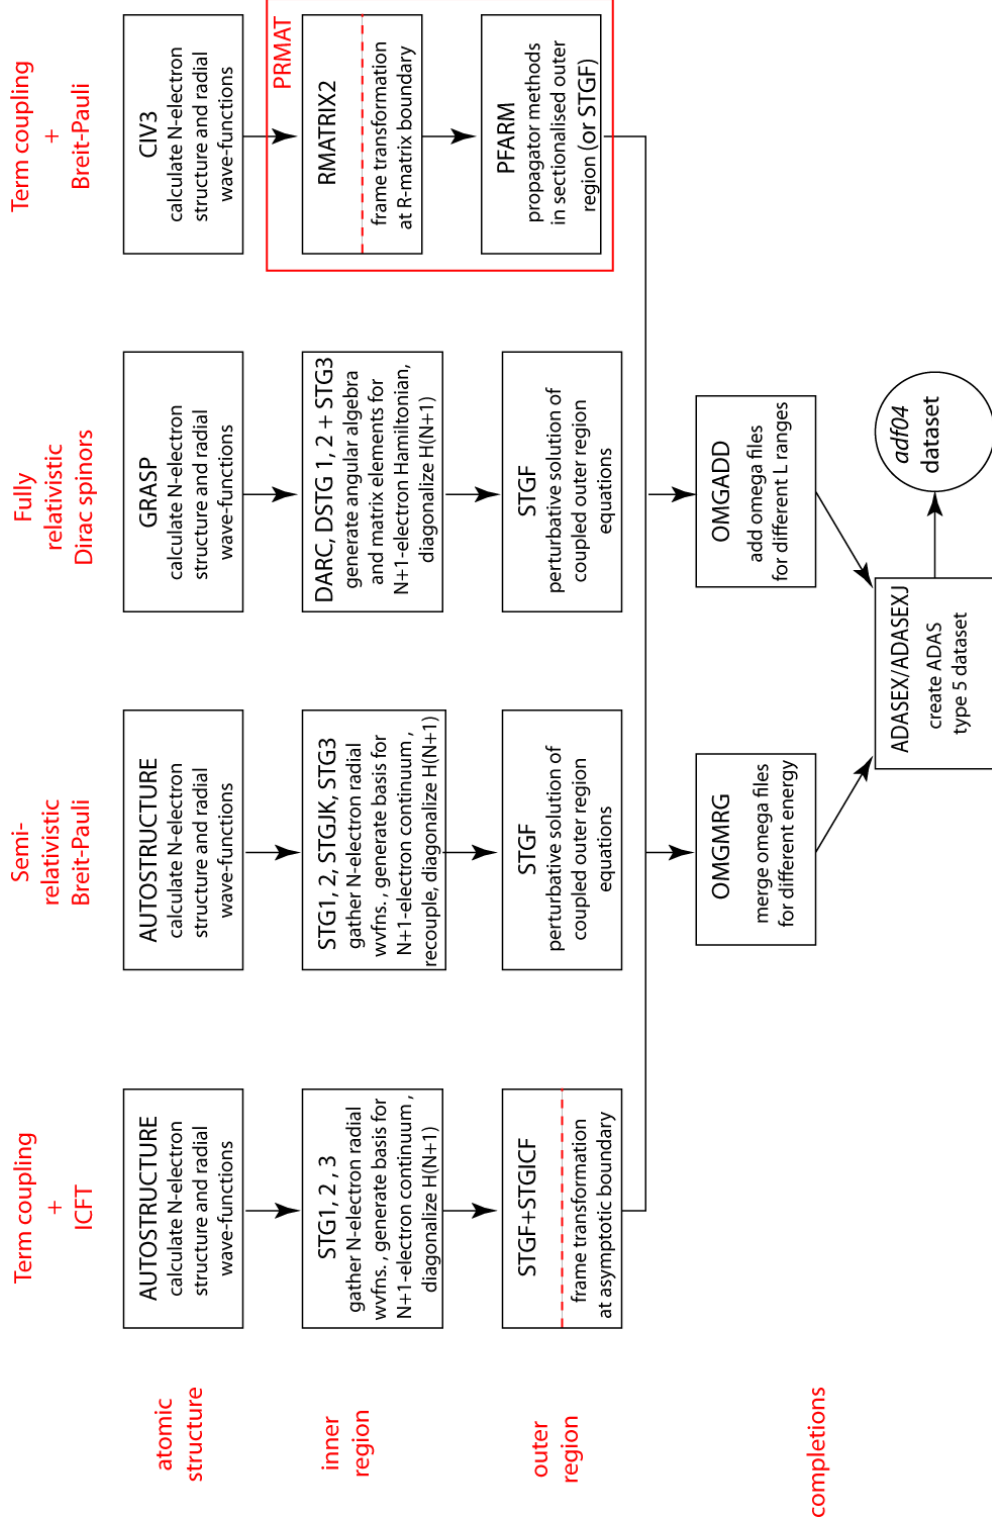 Term coupling
+
ICFT
Semi-
relativistic
Breit-Pauli
Fully
relativistic
Dirac spinors
Term coupling
+
Breit-Pauli
atomic
structure
AUTOSTRUCTURE
calculate N-electron
structure and radial
wave-functions
AUTOSTRUCTURE
calculate N-electron
structure and radial
wave-functions
GRASP
calculate N-electron
structure and radial
wave-functions
CIV3
calculate N-electron
structure and radial
wave-functions
inner
region
STG1, 2 , 3
gather N-electron radial
wvfns. , generate basis for
N+1-electron continuum ,
diagonalize H(N+1)
STG1, 2, STGJK, STG3
gather N-electron radial
wvfns. , generate basis for
N+1-electron continuum ,
recouple, diagonalize H(N+1)
DARC, DSTG 1, 2 + STG3
generate angular algebra
and matrix elements for
N+1-electron Hamiltonian,
diagonalize H(N+1)
PRMAT
RMATRIX2
frame transformation
at R-matrix boundary
outer
region
STGF+STGICF
frame transformation
at asymptotic boundary
STGF
perturbative solution of
coupled outer region
equations
STGF
perturbative solution of
coupled outer region
equations
PFARM
propagator methods
in sectionalised outer
region (or STGF)
completions
OMGMRG
merge omega files
for different energy
OMGADD
add omega files
for different L ranges
ADASEX/ADASEXJ
create ADAS
type 5 dataset
adf04
dataset